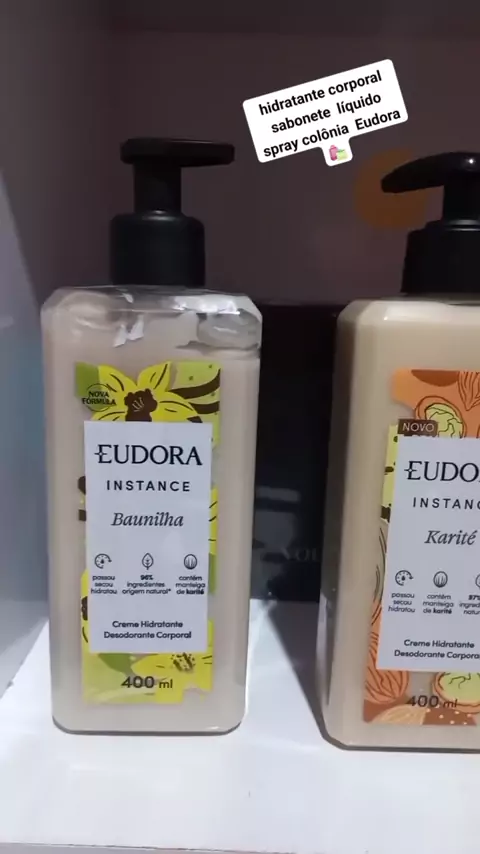 hidratante corporal
sabonete líquido
spray colônia Eudora
NOVA
FÓRMULA
EUDORA
INSTANCE
Baunilha
passou
secou
hidratou
96%
ingredientes
origem natural*
contém
manteiga
de karité
Creme Hidratante
Desodorante Corporal
400 ml
NOVO
EUDO
INSTANC
Karité
passou
secou
hidratou
contém
manteiga
de karité
97%
Creme Hidratante
Desodorante Corpora
400 ml